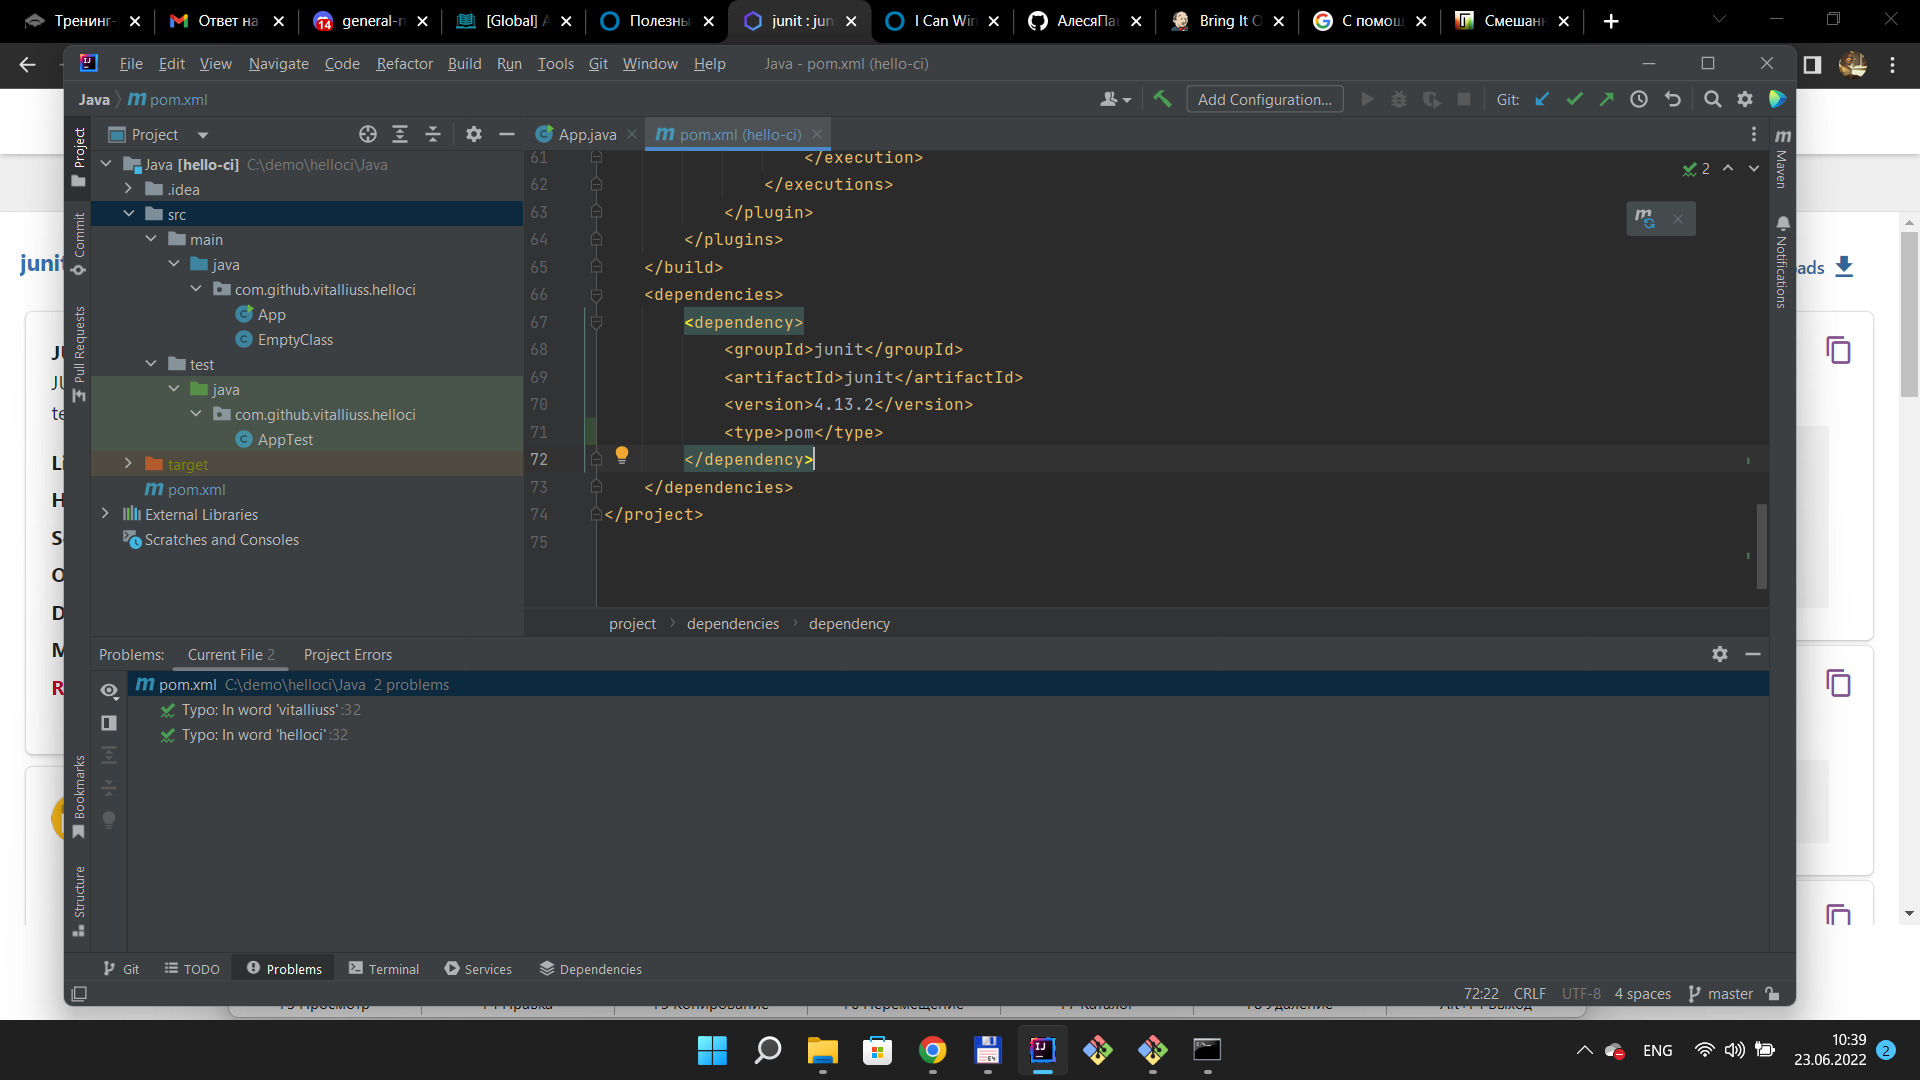 Тренинг-
Ответ на
general-r
[Global] A
Полезны
junit : jun
I Can Win
АлесяПа
Bring It O
С помощ
Смешанн
File Edit View Navigate Code Refactor Build Run Tools Git Window Help Java - pom.xml (hello-ci)
Java pom.xml
Add Configuration...
Git:
Project
App.java
pom.xml (hello-ci)
Java [hello-ci] C:\demo\helloci\Java
.idea
src
main
java
com.github.vitalliuss.helloci
App
EmptyClass
test
java
com.github.vitalliuss.helloci
AppTest
target
pom.xml
External Libraries
Scratches and Consoles
Project
Commit
Pull Requests
Bookmarks
Structure
61 </execution>
62 </executions>
63 </plugin>
64 </plugins>
65 </build>
66 <dependencies>
67 <dependency>
68 <groupId>junit</groupId>
69 <artifactId>junit</artifactId>
70 <version>4.13.2</version>
71 <type>pom</type>
72 </dependency>
73 </dependencies>
74 </project>
75
2
Maven
Notifications
project dependencies dependency
Problems: Current File 2 Project Errors
pom.xml C:\demo\helloci\Java 2 problems
Typo: In word 'vitalliuss' :32
Typo: In word 'helloci' :32
Git TODO Problems Terminal Services Dependencies
72:22 CRLF UTF-8 4 spaces master
junit
oads
ENG
10:39
23.06.2022
2
14